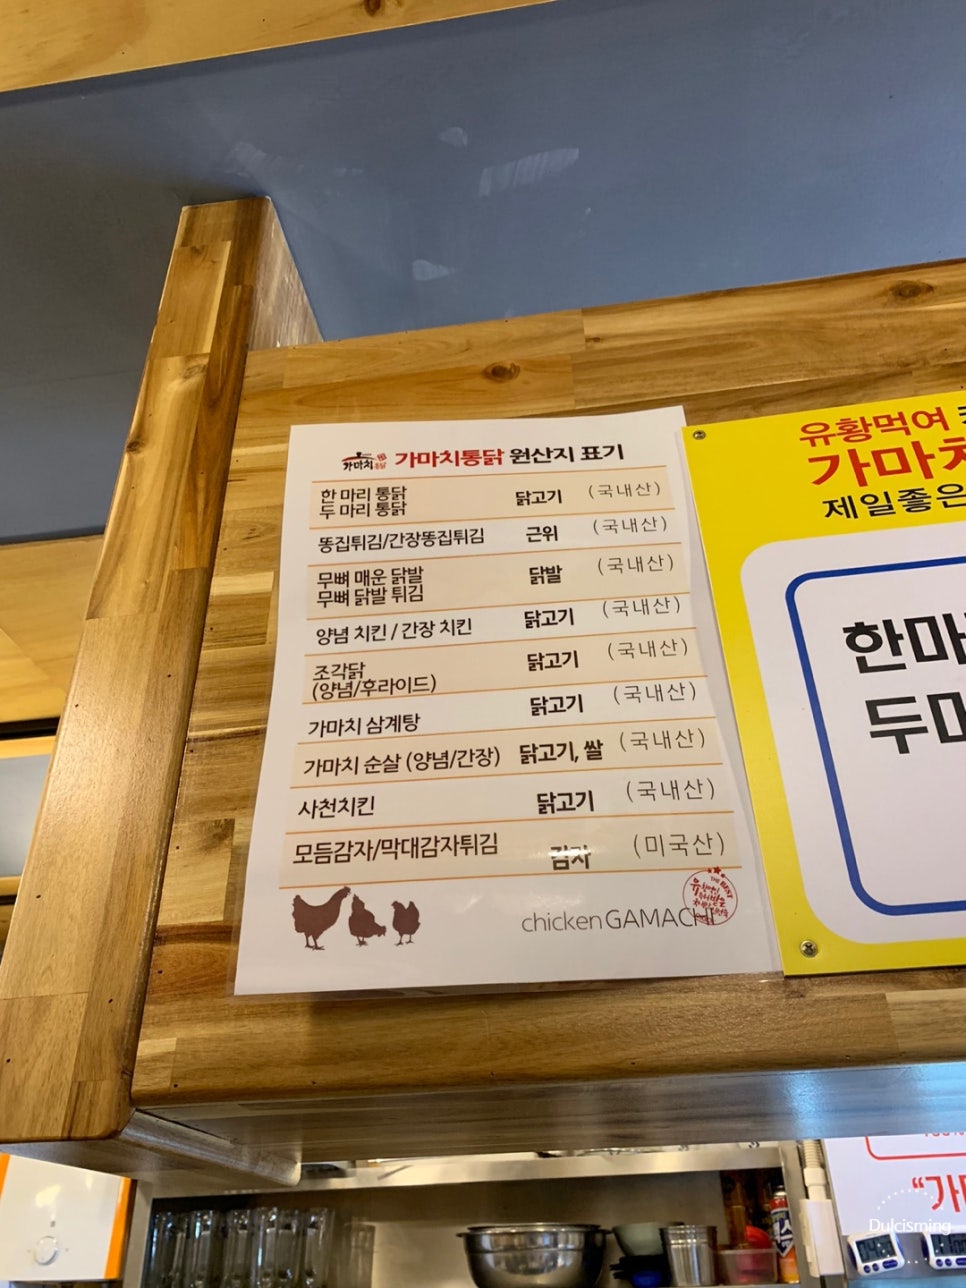 가마치통닭 가마치통닭 원산지 표기
한 마리 통닭
두 마리 통닭
닭고기 (국내산)
똥집튀김/간장똥집튀김 근위 (국내산)
무뼈 매운 닭발
무뼈 닭발 튀김
닭발 (국내산)
양념 치킨 / 간장 치킨 닭고기 (국내산)
조각닭
(양념/후라이드)
닭고기 (국내산)
가마치 삼계탕 닭고기 (국내산)
가마치 순살 (양념/간장) 닭고기, 쌀 (국내산)
사천치킨 닭고기 (국내산)
모듬감자/막대감자튀김 감자 (미국산)
chicken GAMACHI
THE BEST
유황먹여
가마치
제일좋은
한마
두마
“가
Dulcisming